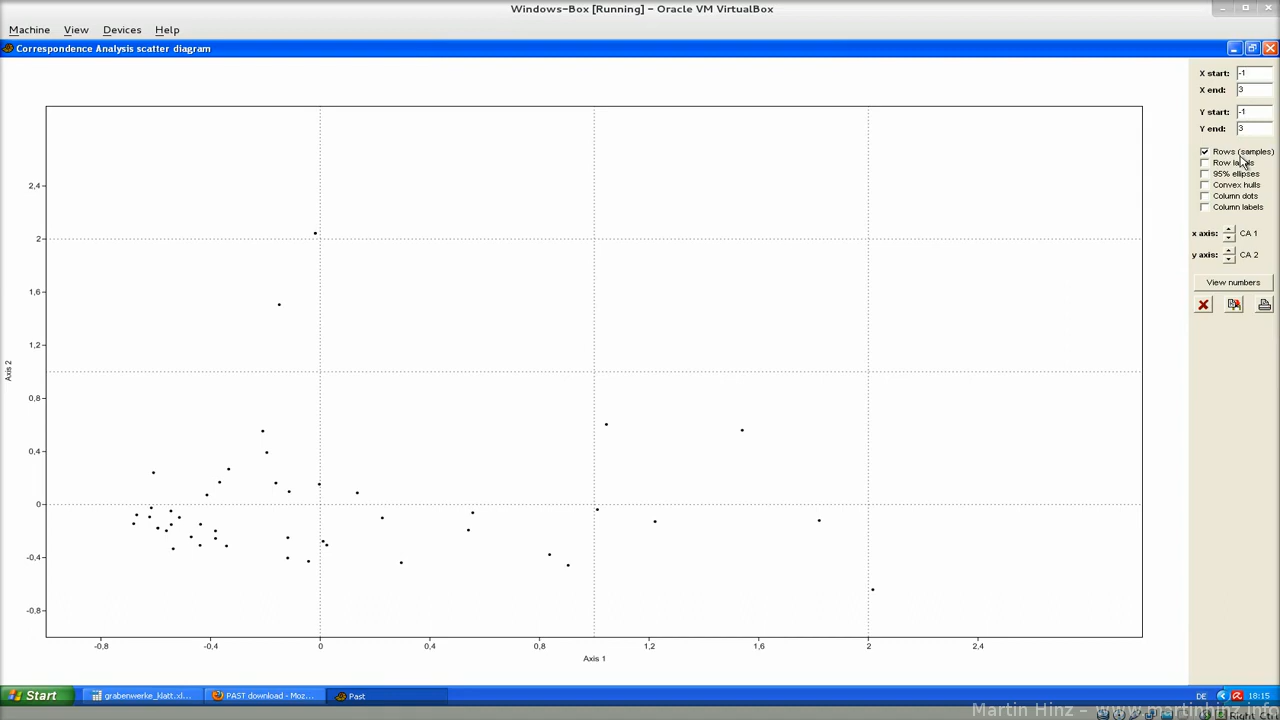 Windows-Box [Running] - Oracle VM VirtualBox
Machine View Devices Help
Correspondence Analysis scatter diagram
X start: -1
X end: 3
Y start: -1
Y end: 3
Rows (samples)
Row labels
95% ellipses
Convex hulls
Column dots
Column labels
x axis: CA 1
y axis: CA 2
View numbers
2,4
2
1,6
1,2
0,8
0,4
0
-0,4
-0,8
Axis 2
-0,8 -0,4 0 0,4 0,8 1,2 1,6 2 2,4
Axis 1
Start grabenwerke_klatt.xl... PAST download - Moz... Past DE 18:15
Martin Hinz - www.martinhinz.info